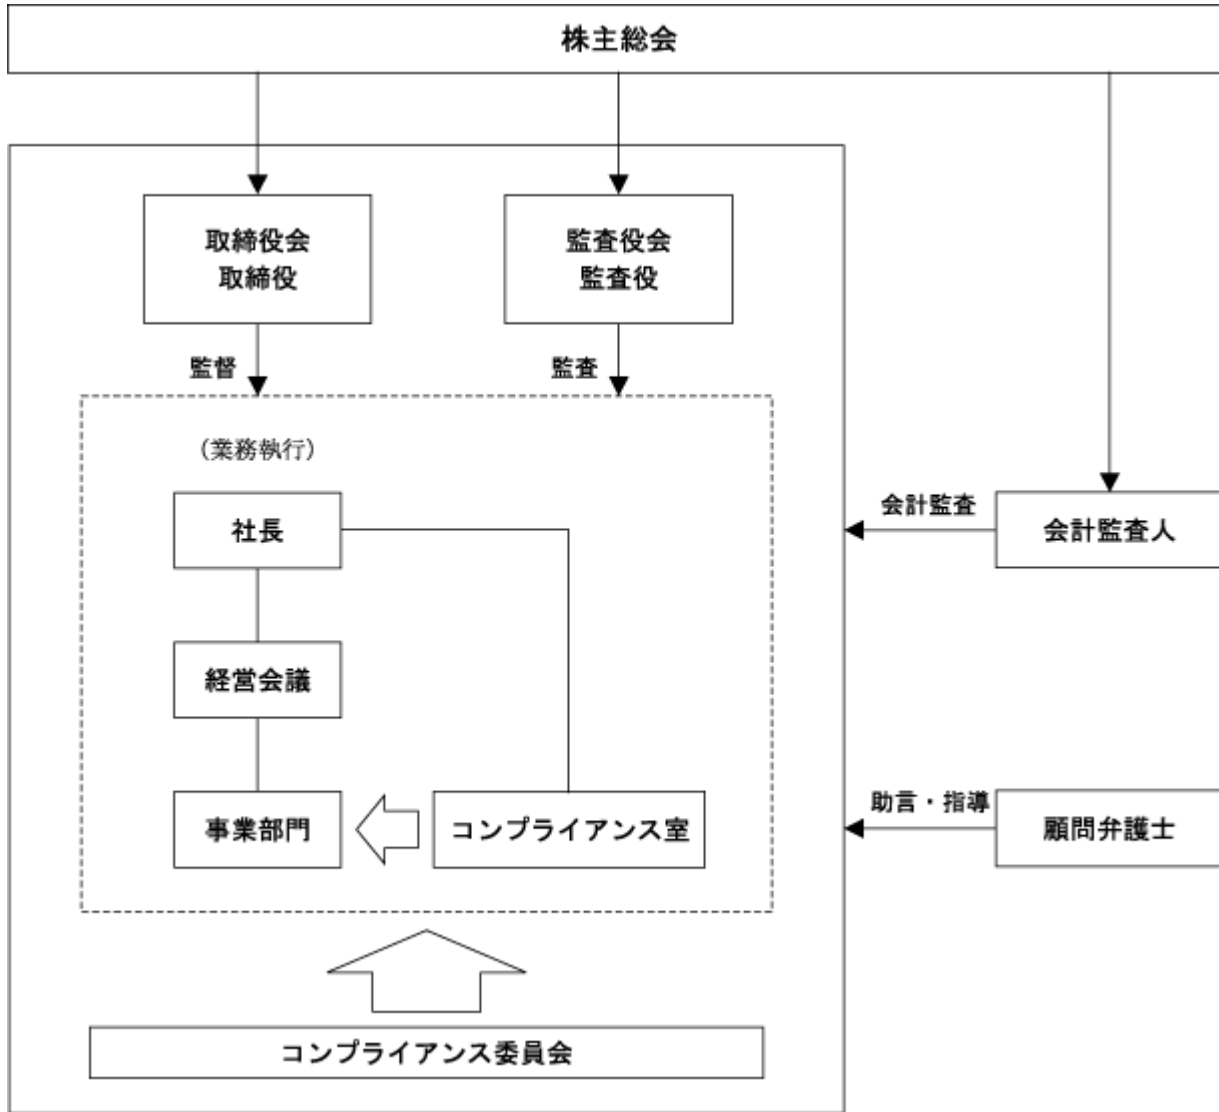 株主総会
取締役会
取締役
監査役会
監査役
監督
監査
（業務執行）
社長
会計監査
会計監査人
経営会議
事業部門
コンプライアンス室
助言・指導
顧問弁護士
コンプライアンス委員会